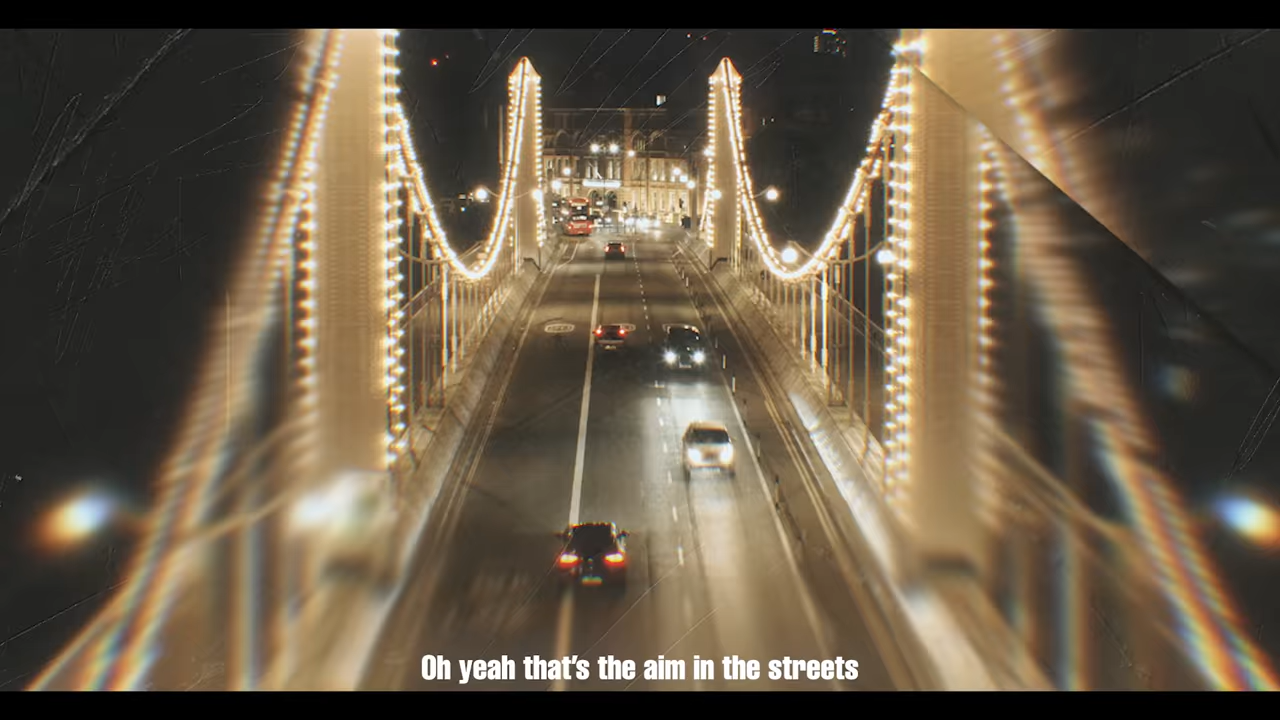 Oh yeah that's the aim in the streets